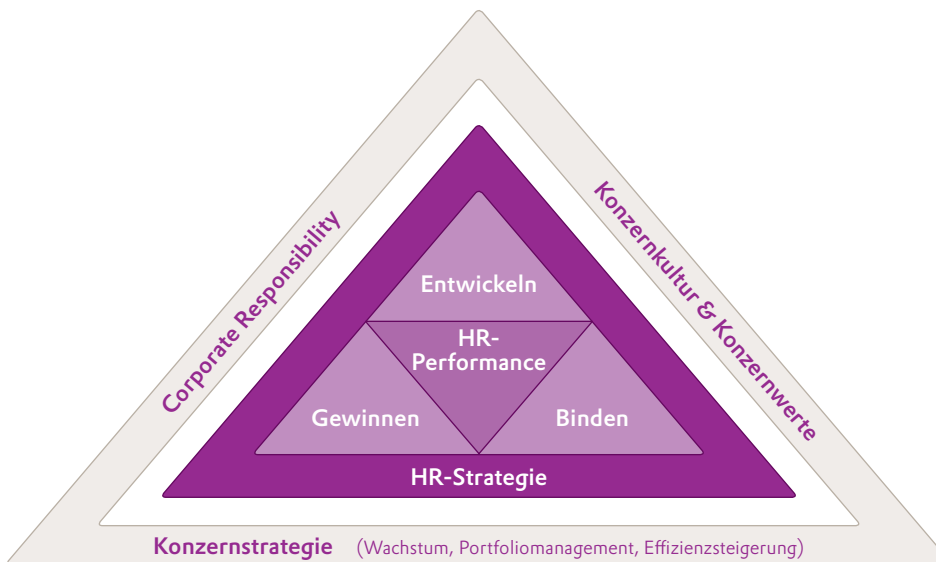 Corporate Responsibility
Konzernkultur & Konzernwerte
Entwickeln
HR-
Performance
Gewinnen
Binden
HR-Strategie
Konzernstrategie (Wachstum, Portfoliomanagement, Effizienzsteigerung)